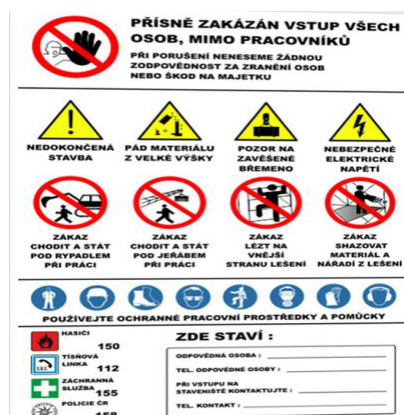 PŘÍSNĚ ZAKÁZÁN VSTUP VŠECH
OSOB, MIMO PRACOVNÍKŮ
PŘI PORUŠENÍ NENESEME ŽÁDNOU
ZODPOVĚDNOST ZA ZRANĚNÍ OSOB
NEBO ŠKOD NA MAJETKU
NEDOKONČENÁ
STAVBA
PÁD MATERIÁLU
Z VELKÉ VÝŠKY
POZOR NA
ZAVĚŠENÉ
BŘEMENO
NEBEZPEČNÉ
ELEKTRICKÉ
NAPĚTÍ
ZÁKAZ
CHODIT A STÁT
POD RYPADLEM
PŘI PRÁCI
ZÁKAZ
CHODIT A STÁT
POD JEŘÁBEM
PŘI PRÁCI
ZÁKAZ
LÉZT NA
VNĚJŠÍ
STRANU LEŠENÍ
ZÁKAZ
SHAZOVAT
MATERIÁL A
NÁŘADÍ Z LEŠENÍ
POUŽÍVEJTE OCHRANNÉ PRACOVNÍ PROSTŘEDKY A POMŮCKY
HASIČI
150
TÍSŇOVÁ
LINKA 112
ZÁCHRANNÁ
SLUŽBA 155
POLICIE ČR
158
ZDE STAVÍ :
ODPOVĚDNÁ OSOBA :
TEL. ODPOVĚDNÉ OSOBY :
PŘI VSTUPU NA
STAVENIŠTĚ KONTAKTUJTE :
TEL. KONTAKT :